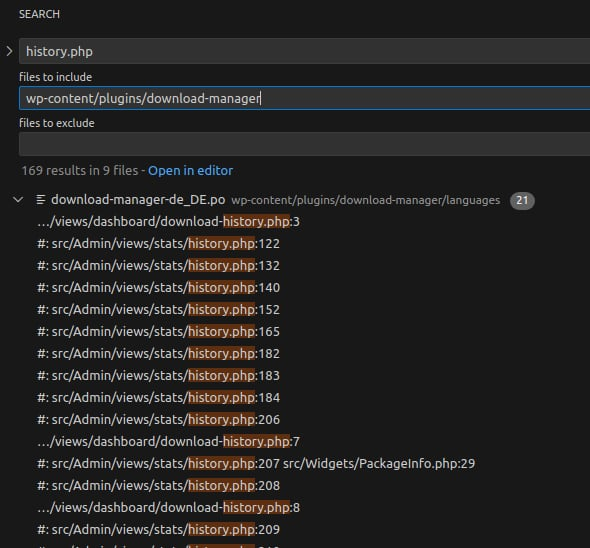 SEARCH
history.php
files to include
wp-content/plugins/download-manager
files to exclude
169 results in 9 files - Open in editor
download-manager-de_DE.po wp-content/plugins/download-manager/languages 21
…/views/dashboard/download-history.php:3
#: src/Admin/views/stats/history.php:122
#: src/Admin/views/stats/history.php:132
#: src/Admin/views/stats/history.php:140
#: src/Admin/views/stats/history.php:152
#: src/Admin/views/stats/history.php:165
#: src/Admin/views/stats/history.php:182
#: src/Admin/views/stats/history.php:183
#: src/Admin/views/stats/history.php:184
#: src/Admin/views/stats/history.php:206
…/views/dashboard/download-history.php:7
#: src/Admin/views/stats/history.php:207 src/Widgets/PackageInfo.php:29
#: src/Admin/views/stats/history.php:208
…/views/dashboard/download-history.php:8
#: src/Admin/views/stats/history.php:209